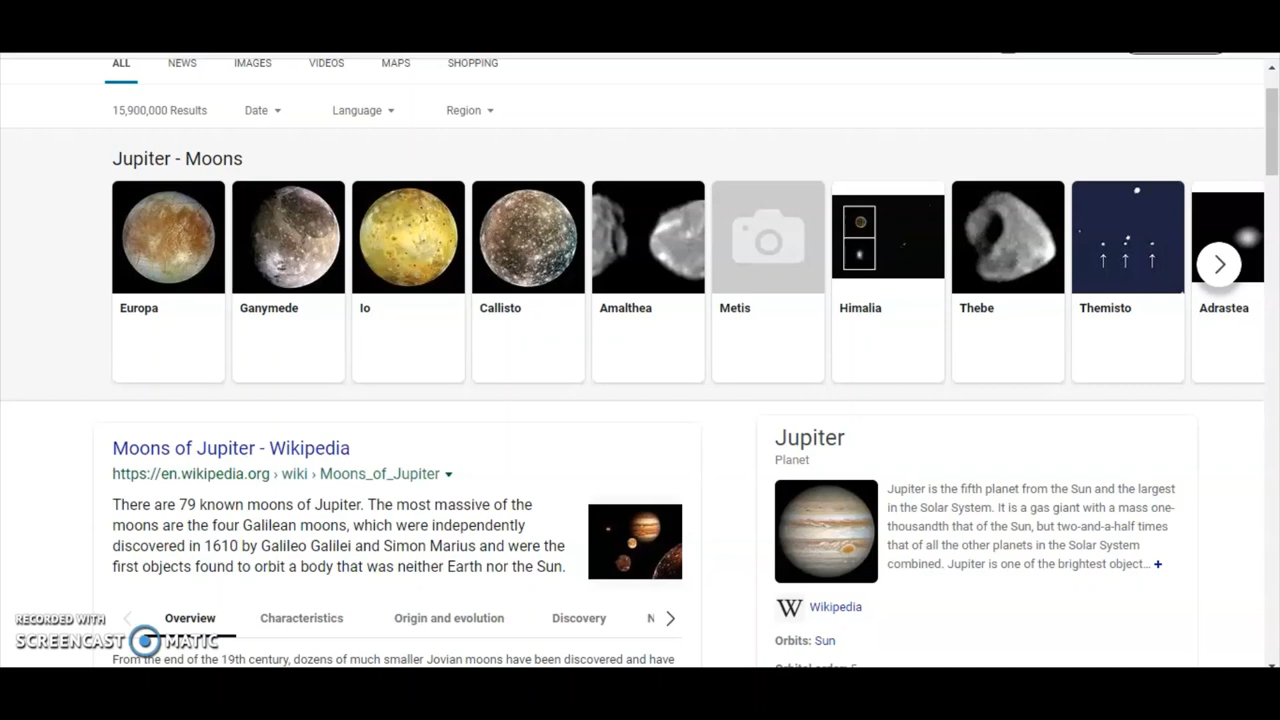 ALL NEWS IMAGES VIDEOS MAPS SHOPPING
15,900,000 Results Date Language Region
Jupiter - Moons
Europa Ganymede Io Callisto Amalthea Metis Himalia Thebe Themisto Adrastea
Moons of Jupiter - Wikipedia
https://en.wikipedia.org › wiki › Moons_of_Jupiter
There are 79 known moons of Jupiter. The most massive of the
moons are the four Galilean moons, which were independently
discovered in 1610 by Galileo Galilei and Simon Marius and were the
first objects found to orbit a body that was neither Earth nor the Sun.
Overview Characteristics Origin and evolution Discovery N
From the end of the 19th century, dozens of much smaller Jovian moons have been discovered and have
Jupiter
Planet
Jupiter is the fifth planet from the Sun and the largest
in the Solar System. It is a gas giant with a mass one-
thousandth that of the Sun, but two-and-a-half times
that of all the other planets in the Solar System
combined. Jupiter is one of the brightest object... +
W Wikipedia
Orbits: Sun
RECORDED WITH
SCREENCAST MATIC